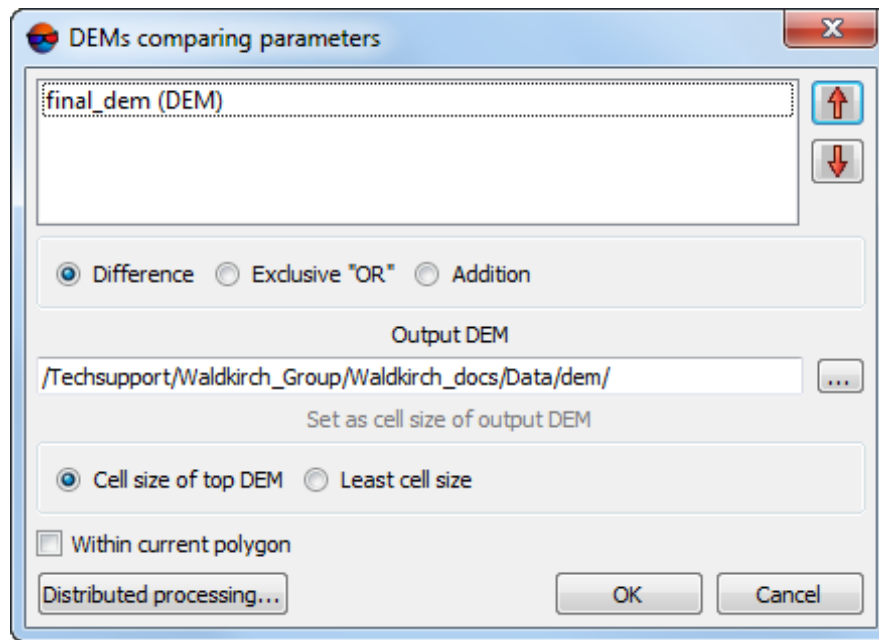 DEMs comparing parameters
final_dem (DEM)
Difference Exclusive "OR" Addition
Output DEM
/Techsupport/Waldkirch_Group/Waldkirch_docs/Data/dem/ ...
Set as cell size of output DEM
Cell size of top DEM Least cell size
Within current polygon
Distributed processing... OK Cancel